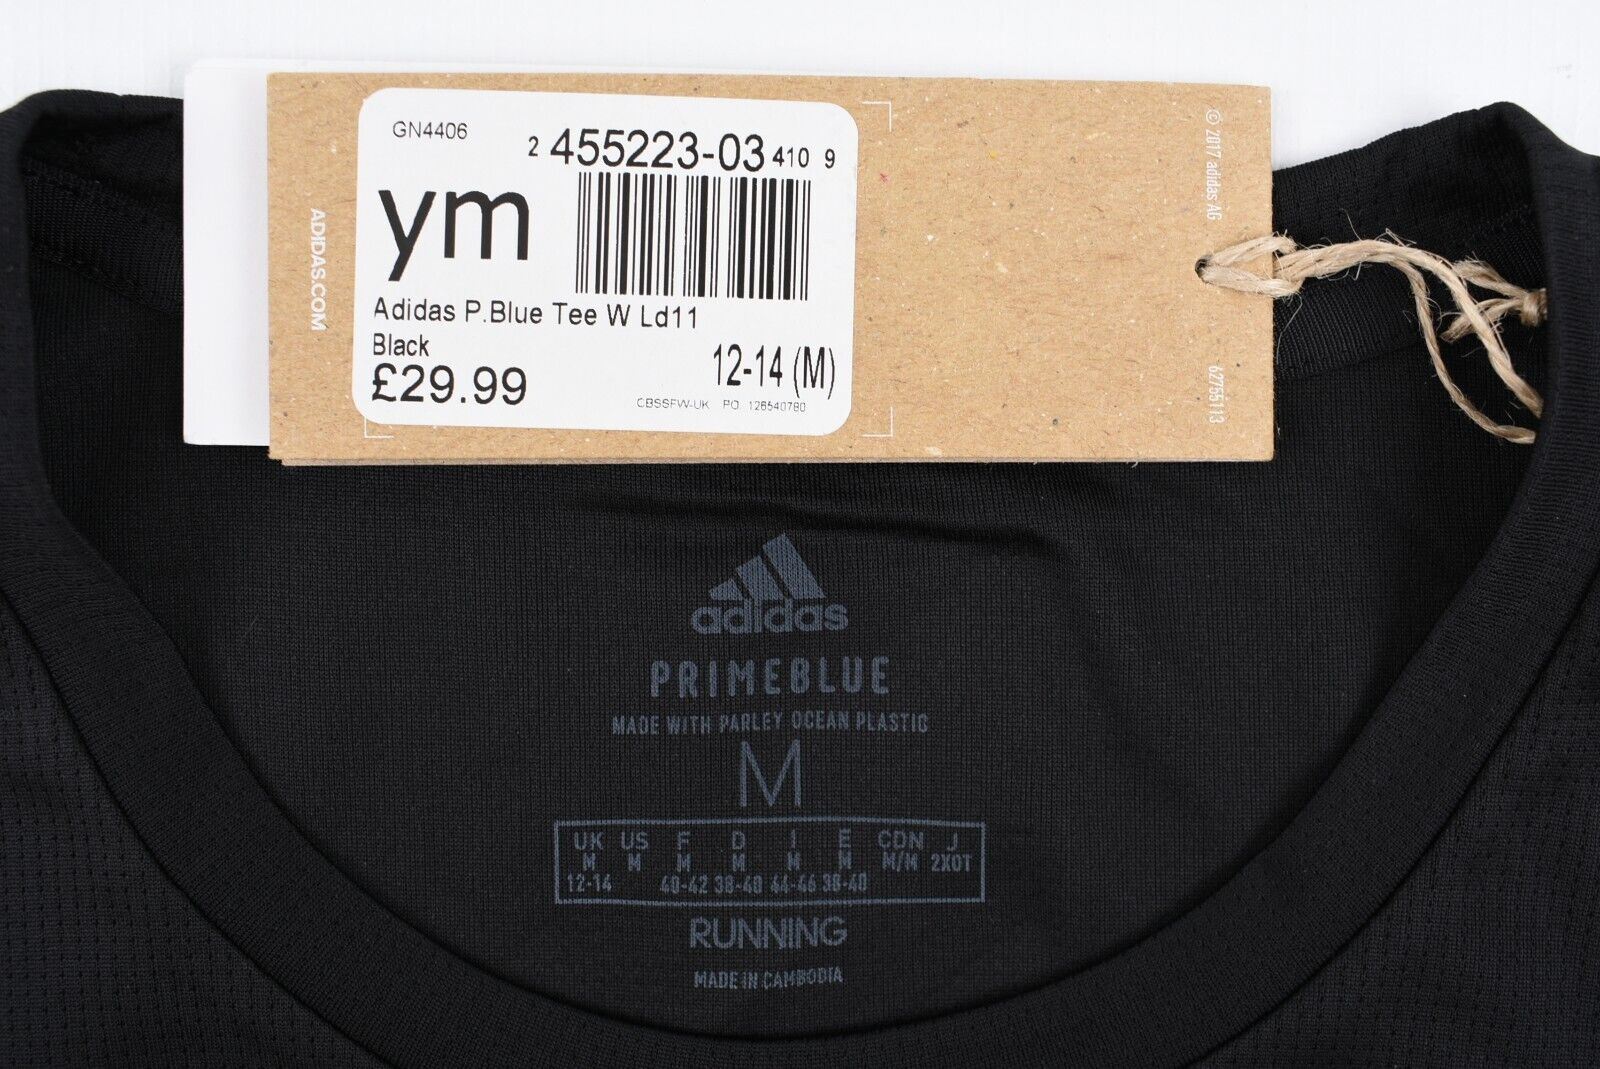 GN4406
2 455223-03 410 9
ym
Adidas P.Blue Tee W Ld11
Black
£29.99
12-14 (M)
CBSSFW-UK PO. 126540780
ADIDAS.COM
© 2017 adidas AG
62755113
adidas
PRIMEBLUE
MADE WITH PARLEY OCEAN PLASTIC
M
UK US F D I E CDN J
M M M M M M M/M 2XOT
12-14 40-42 38-40 44-46 38-40
RUNNING
MADE IN CAMBODIA